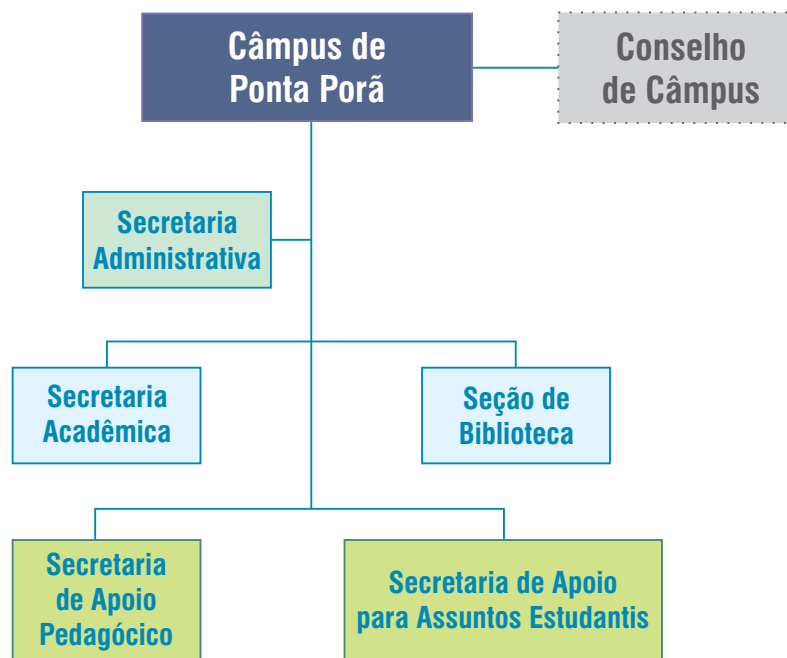 Câmpus de
Ponta Porã
Conselho
de Câmpus
Secretaria
Administrativa
Secretaria
Acadêmica
Seção de
Biblioteca
Secretaria
de Apoio
Pedagócico
Secretaria de Apoio
para Assuntos Estudantis